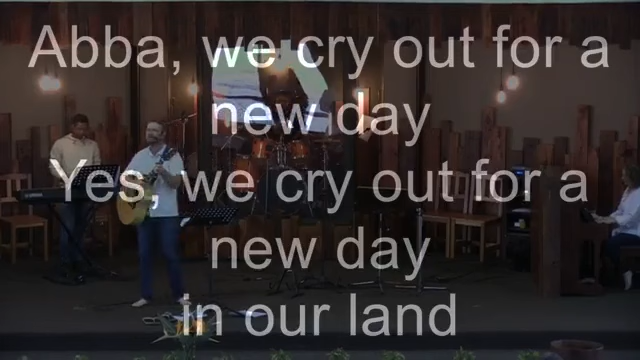 Abba, we cry out for a
new day
Yes, we cry out for a
new day
in our land